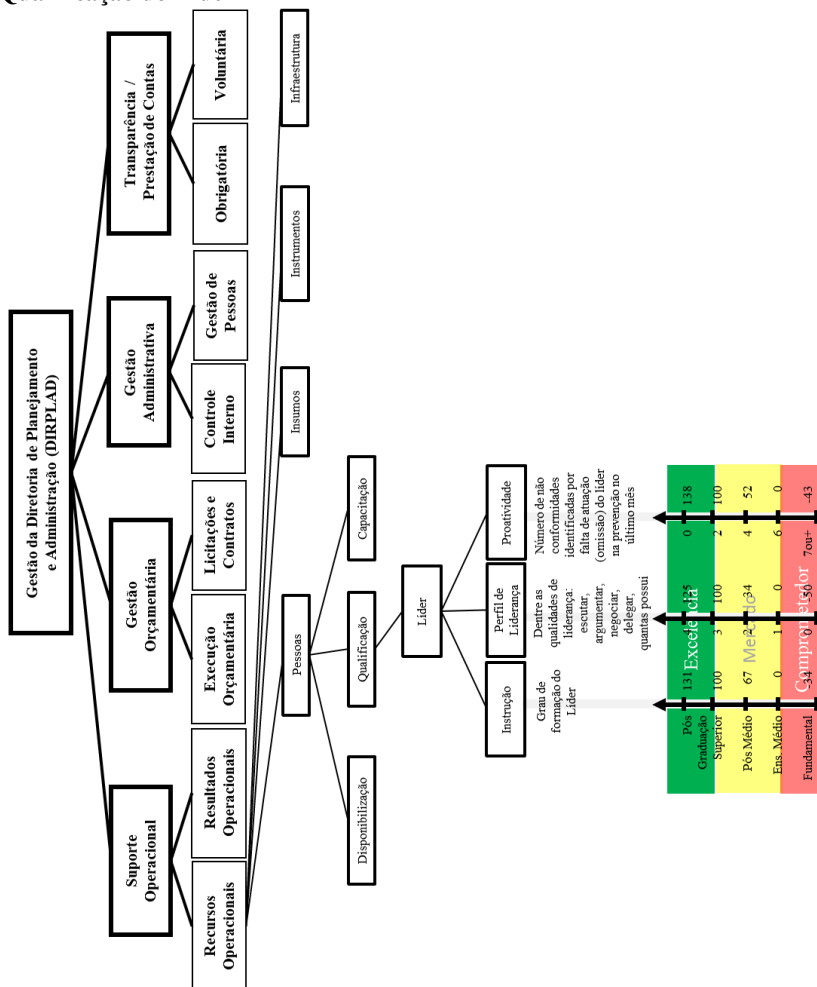 Gestão da Diretoria de Planejamento
e Administração (DIRPLAD)
Suporte
Operacional
Gestão
Orçamentária
Gestão
Administrativa
Transparência /
Prestação de Contas
Recursos
Operacionais
Resultados
Operacionais
Execução
Orçamentária
Licitações e
Contratos
Controle
Interno
Gestão de
Pessoas
Obrigatória
Voluntária
Pessoas
Insumos
Instrumentos
Infraestrutura
Disponibilização
Qualificação
Capacitação
Líder
Instrução
Perfil de
Liderança
Proatividade
Grau de
formação do
Líder
Dentre as
qualidades de
liderança:
escutar,
argumentar,
negociar,
delegar,
quantas possui
Número de não
conformidades
identificadas por
falta de atuação
(omissão) do líder
na prevenção no
último mês
Pós
Graduação
131
4
125
0
138
Excelência
Superior
100
3
100
2
100
Pós Médio
67
2
34
4
52
Mercado
Ens. Médio
0
1
0
6
0
Comprometedor
Fundamental
-34
0
-50
7ou+
-43